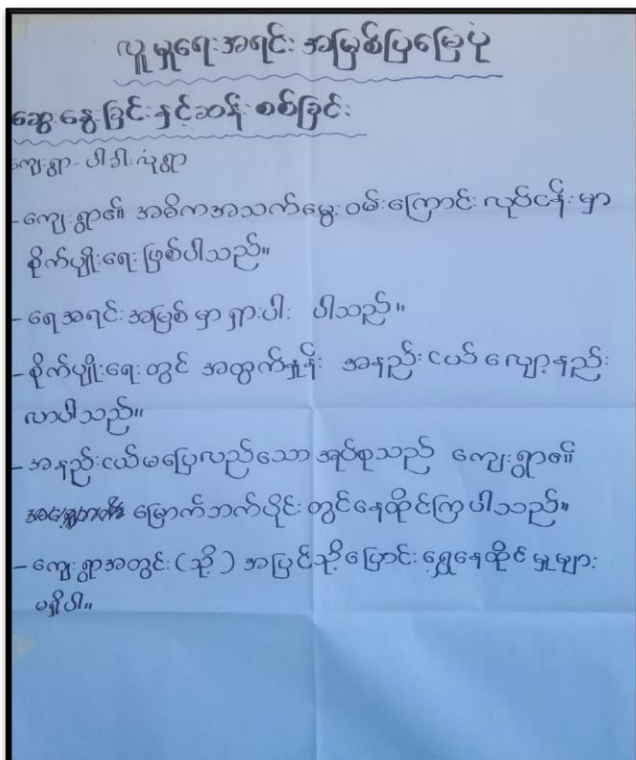 လူမှုရေးအရင်းအမြစ်ပြမြေပုံ
ဆွေးနွေးခြင်းနှင့်ဆန်းစစ်ခြင်း
ကျေးရွာ - ပါဒါးလုံရွာ
- ကျေးရွာ၏ အဓိကအသက်မွေးဝမ်းကြောင်းလုပ်ငန်းမှာ
စိုက်ပျိုးရေးဖြစ်ပါသည်။
- ရေအရင်းအမြစ်မှာရှားပါး ပါသည်။
- စိုက်ပျိုးရေးတွင် အထွက်နှုန်း အနည်းငယ် လျော့နည်း
လာပါသည်။
- အနည်းငယ်မပြေလည်သော အုပ်စုသည် ကျေးရွာ၏
မြောက်ဘက်ပိုင်းတွင်နေထိုင်ကြပါသည်။
- ကျေးရွာအတွင်း (သို့) အပြင်သို့ပြောင်းရွှေ့နေထိုင်မှုများ
မရှိပါ။